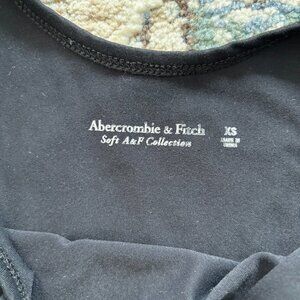 Abercrombie & Fitch XS
Soft A&F Collection